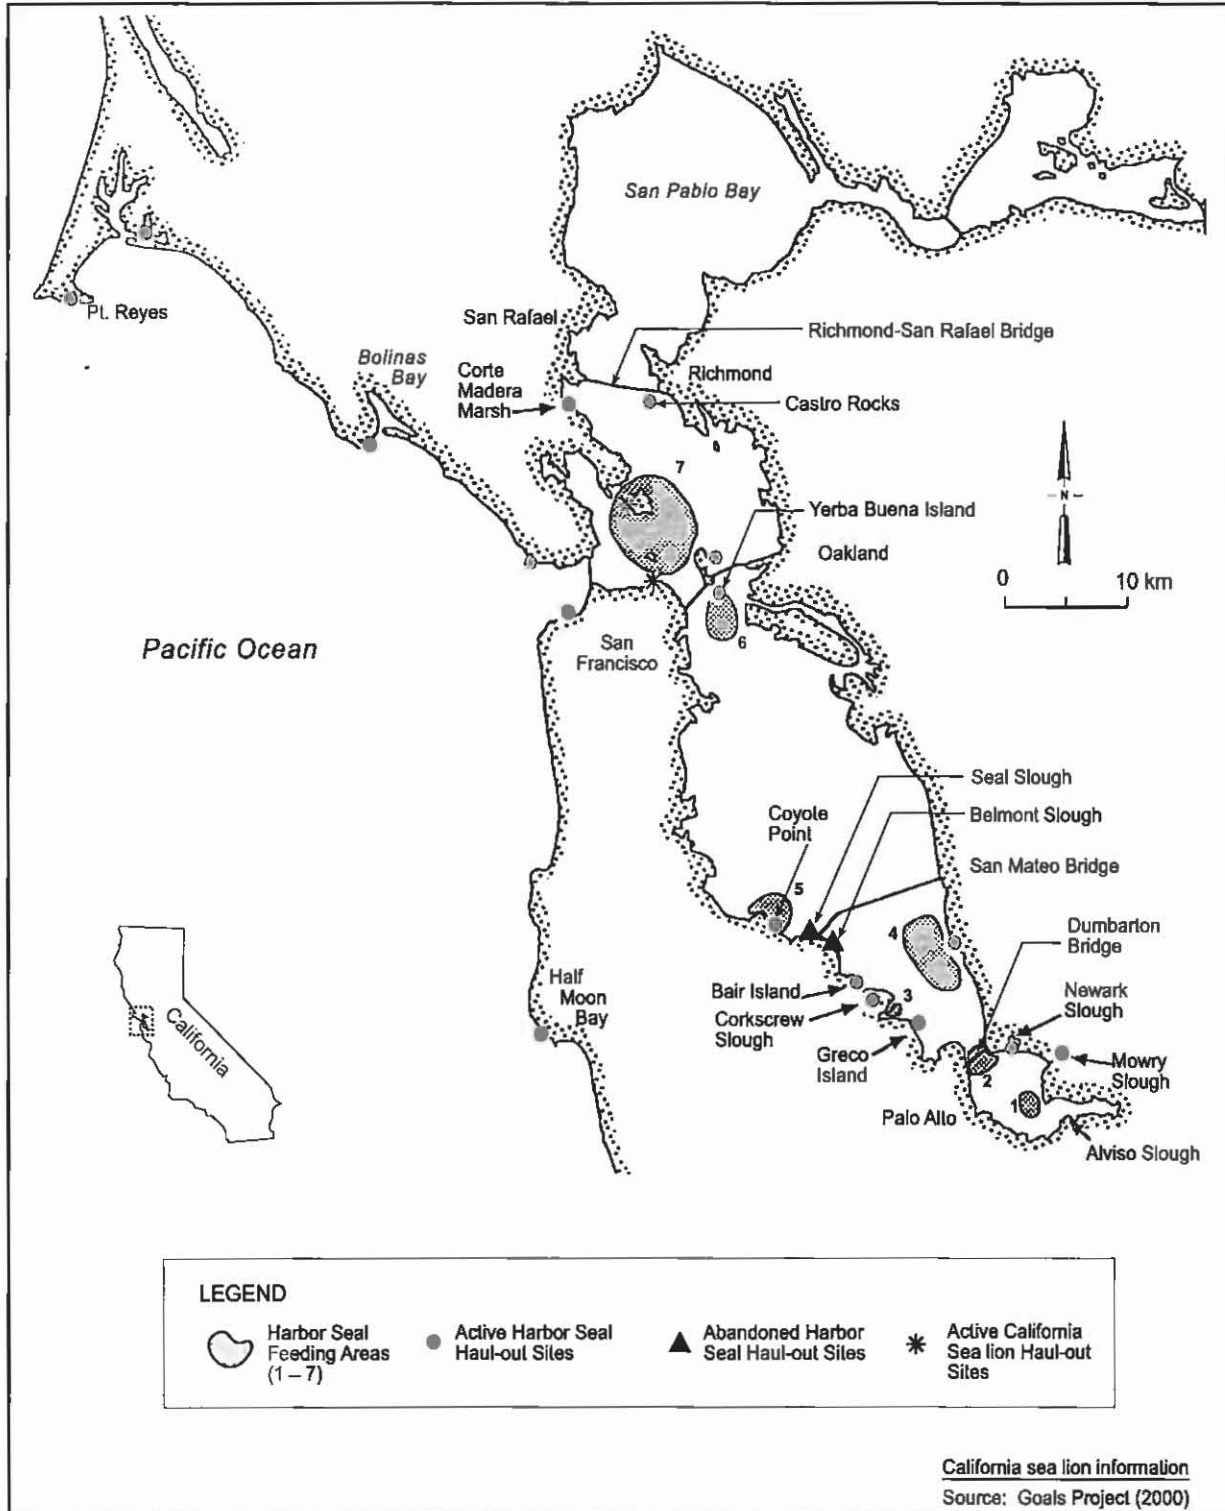 San Pablo Bay
Pt. Reyes
San Rafael
Richmond-San Rafael Bridge
Bolinas
Bay
Corte
Madera
Marsh
Richmond
Castro Rocks
7
N
Yerba Buena Island
Oakland
0 10 km
Pacific Ocean
San
Francisco
6
Seal Slough
Coyote
Point
Belmont Slough
San Mateo Bridge
5
4
Dumbarton
Bridge
Half
Moon
Bay
Bair Island
Corkscrew
Slough
3
Newark
Slough
Greco
Island
2
Mowry
Slough
1
Palo Alto
Alviso Slough
California
LEGEND
Harbor Seal
Feeding Areas
(1 – 7)
Active Harbor Seal
Haul-out Sites
Abandoned Harbor
Seal Haul-out Sites
Active California
Sea lion Haul-out
Sites
California sea lion information
Source: Goals Project (2000)